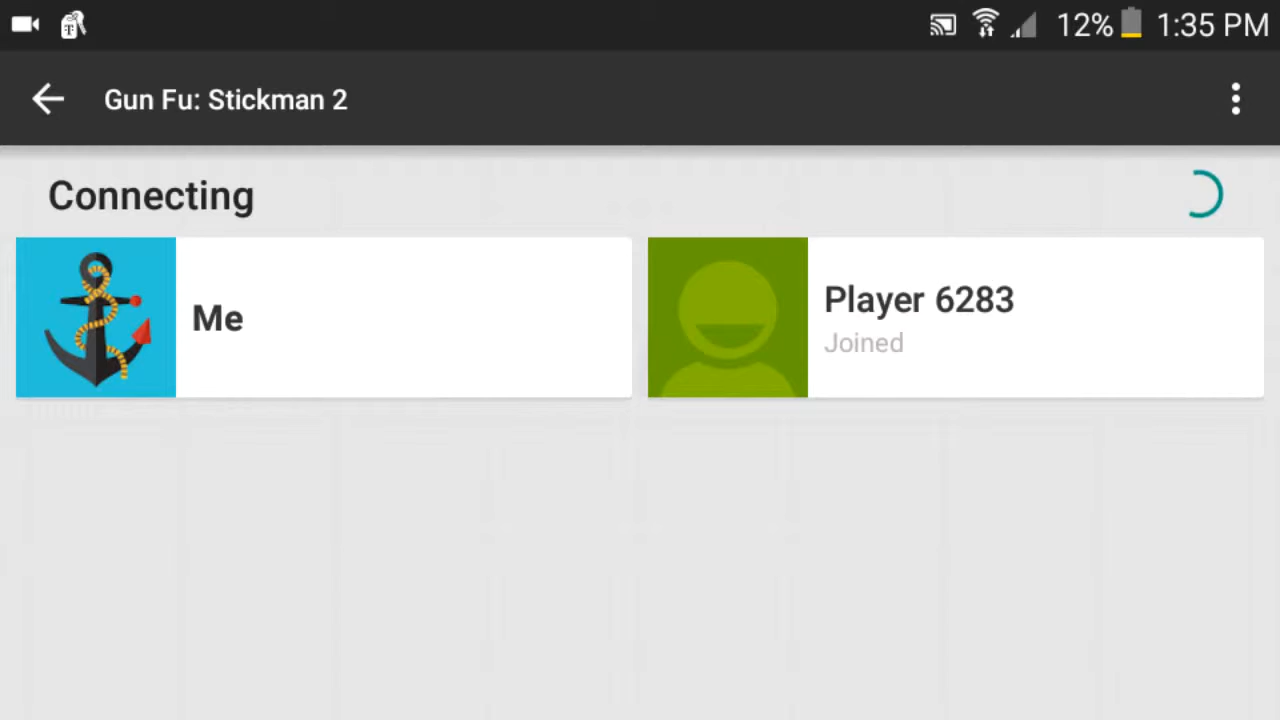 T
12% 1:35 PM
Gun Fu: Stickman 2
Connecting
Me
Player 6283
Joined